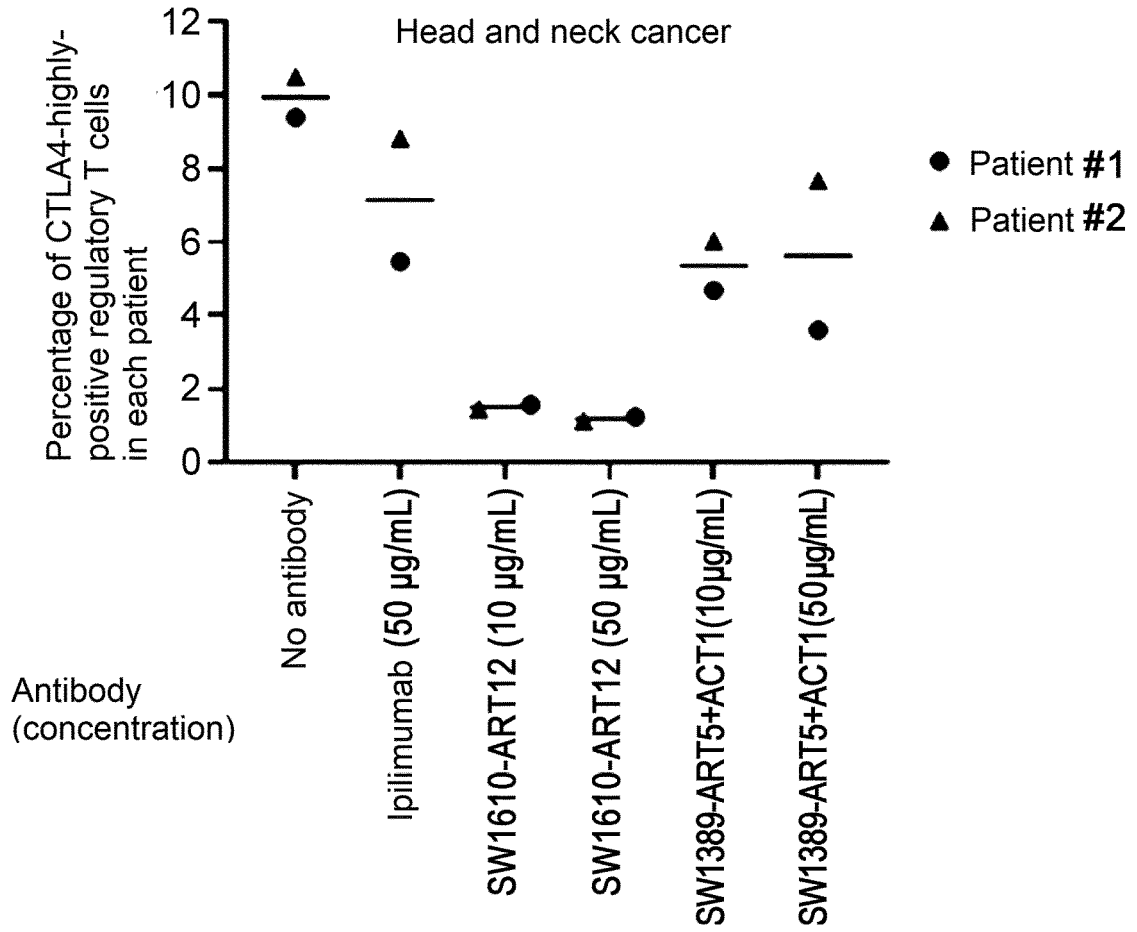 Head and neck cancer
Percentage of CTLA4-highly-
positive regulatory T cells
in each patient
12
10
8
6
4
2
0
Patient #1
Patient #2
No antibody
Ipilimumab (50 µg/mL)
SW1610-ART12 (10 µg/mL)
SW1610-ART12 (50 µg/mL)
SW1389-ART5+ACT1(10µg/mL)
SW1389-ART5+ACT1(50µg/mL)
Antibody
(concentration)